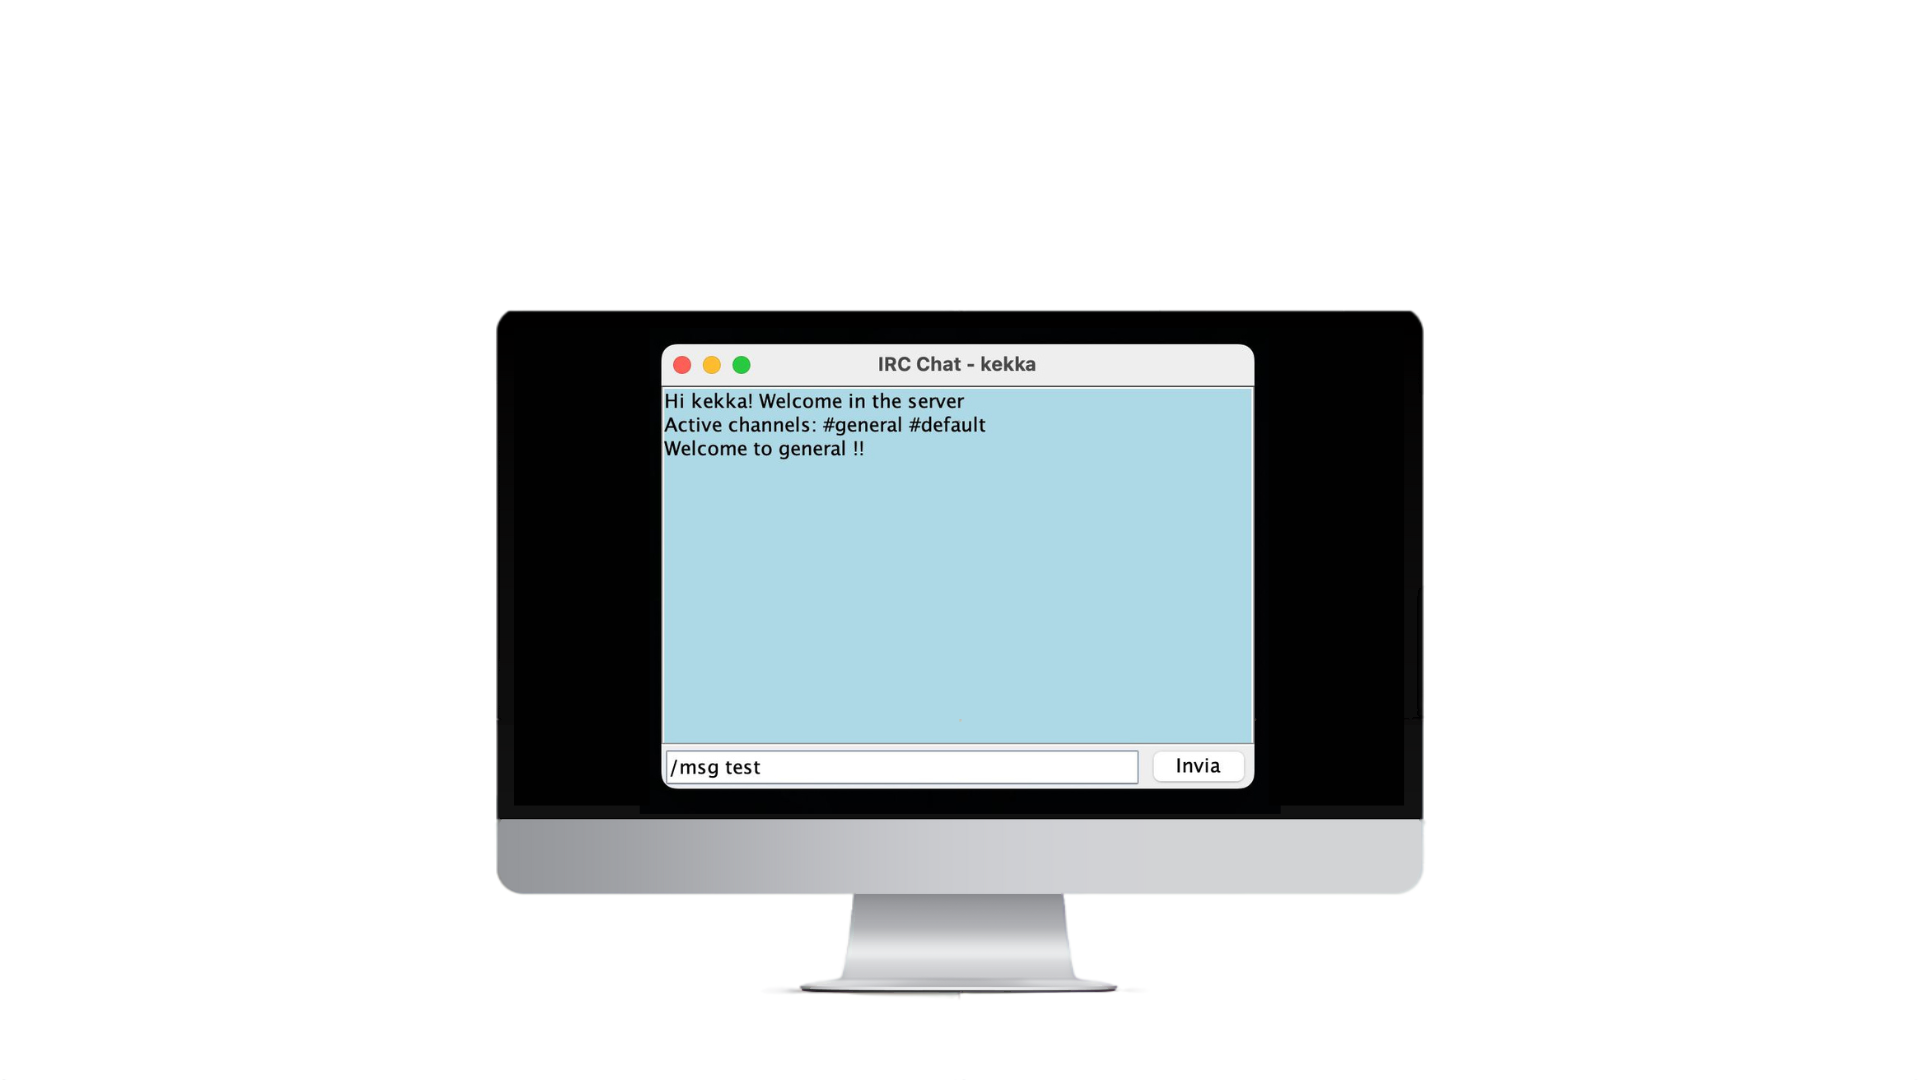 IRC Chat - kekka
Hi kekka! Welcome in the server
Active channels: #general #default
Welcome to general !!
/msg test
Invia